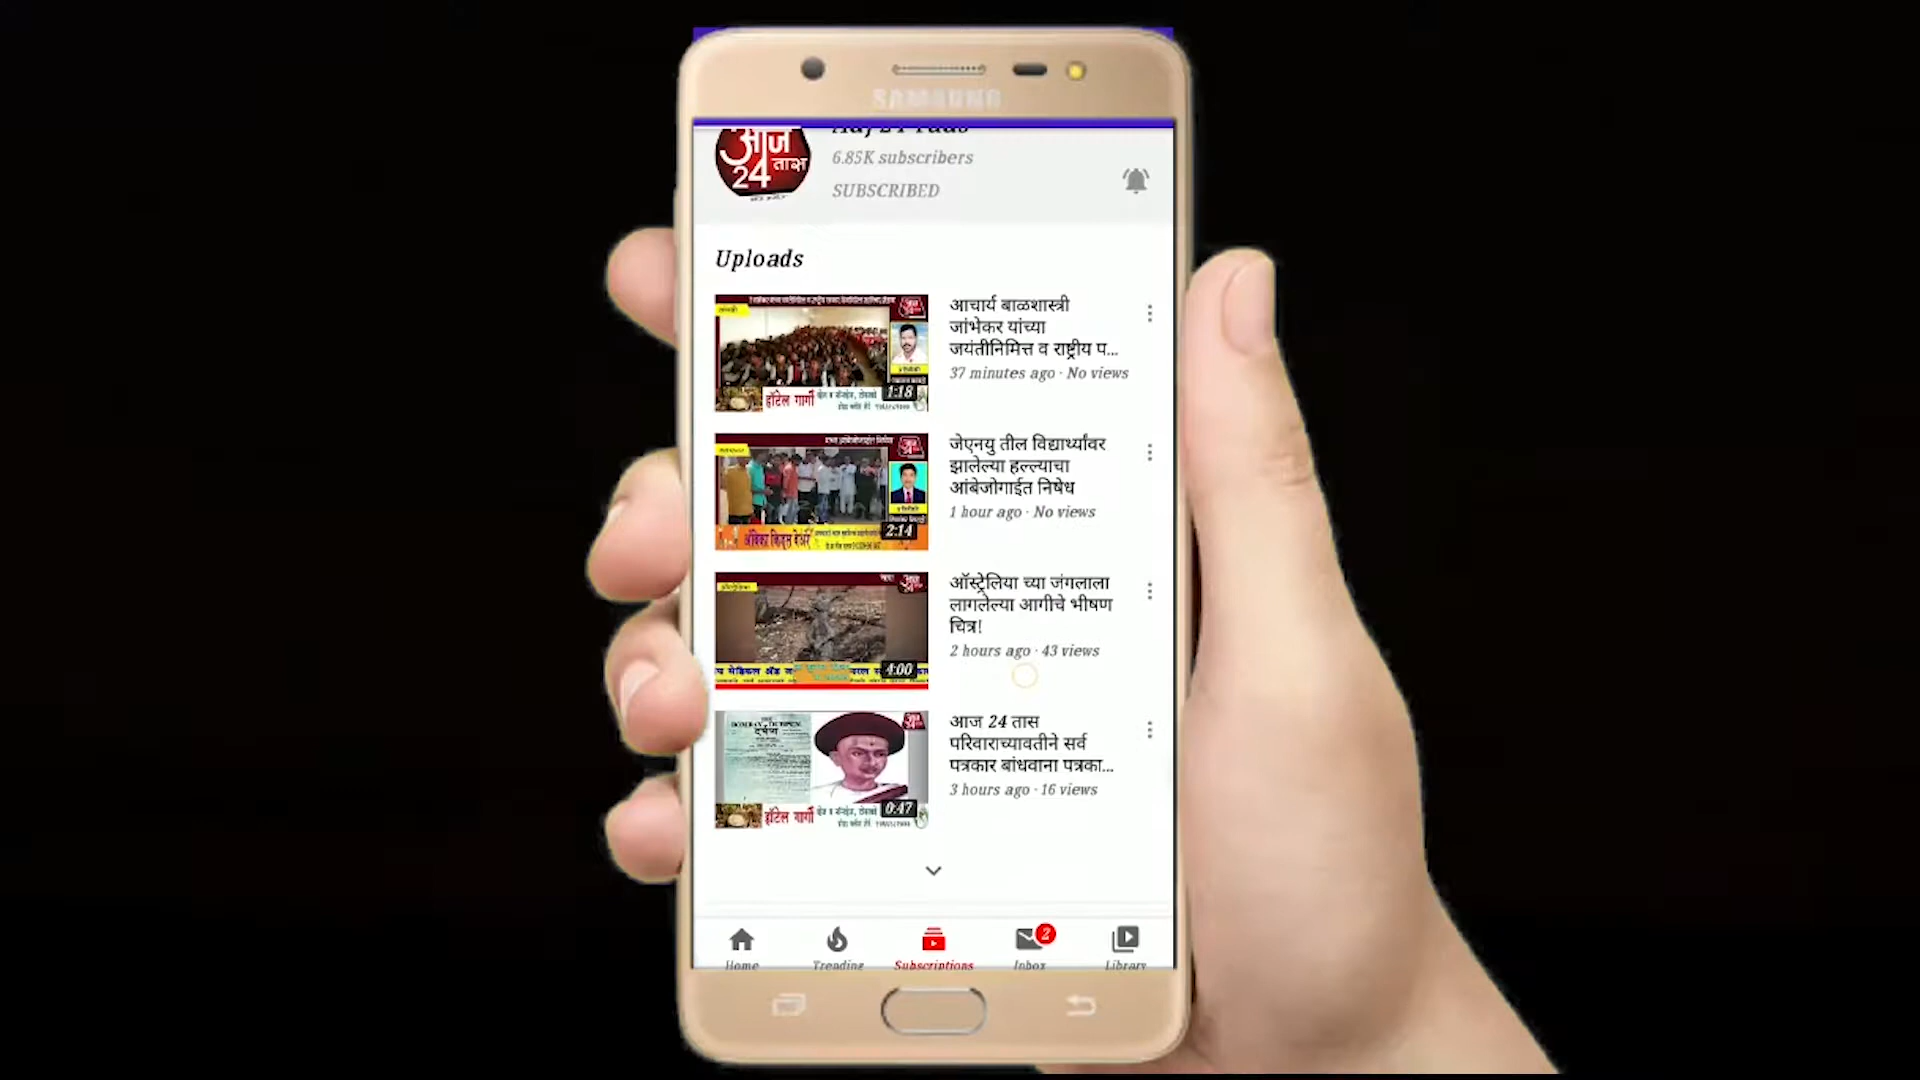 SAMSUNG
आज
24 तास
6.85K subscribers
SUBSCRIBED
Uploads
आचार्य बाळशास्त्री
जांभेकर यांच्या
जयंतीनिमित्त व राष्ट्रीय प...
37 minutes ago · No views
हॉटेल गार्गी
1:18
जेएनयु तील विद्यार्थ्यांवर
झालेल्या हल्ल्याचा
आंबेजोगाईत निषेध
1 hour ago · No views
अंबिका किड्स वेअर
2:14
ऑस्ट्रेलिया च्या जंगलाला
लागलेल्या आगीचे भीषण
चित्र!
2 hours ago · 43 views
4:00
आज 24 तास
परिवाराच्यावतीने सर्व
पत्रकार बांधवाना पत्रका...
3 hours ago · 16 views
हॉटेल गार्गी
0:47
2
Home Trending Subscriptions Inbox Library